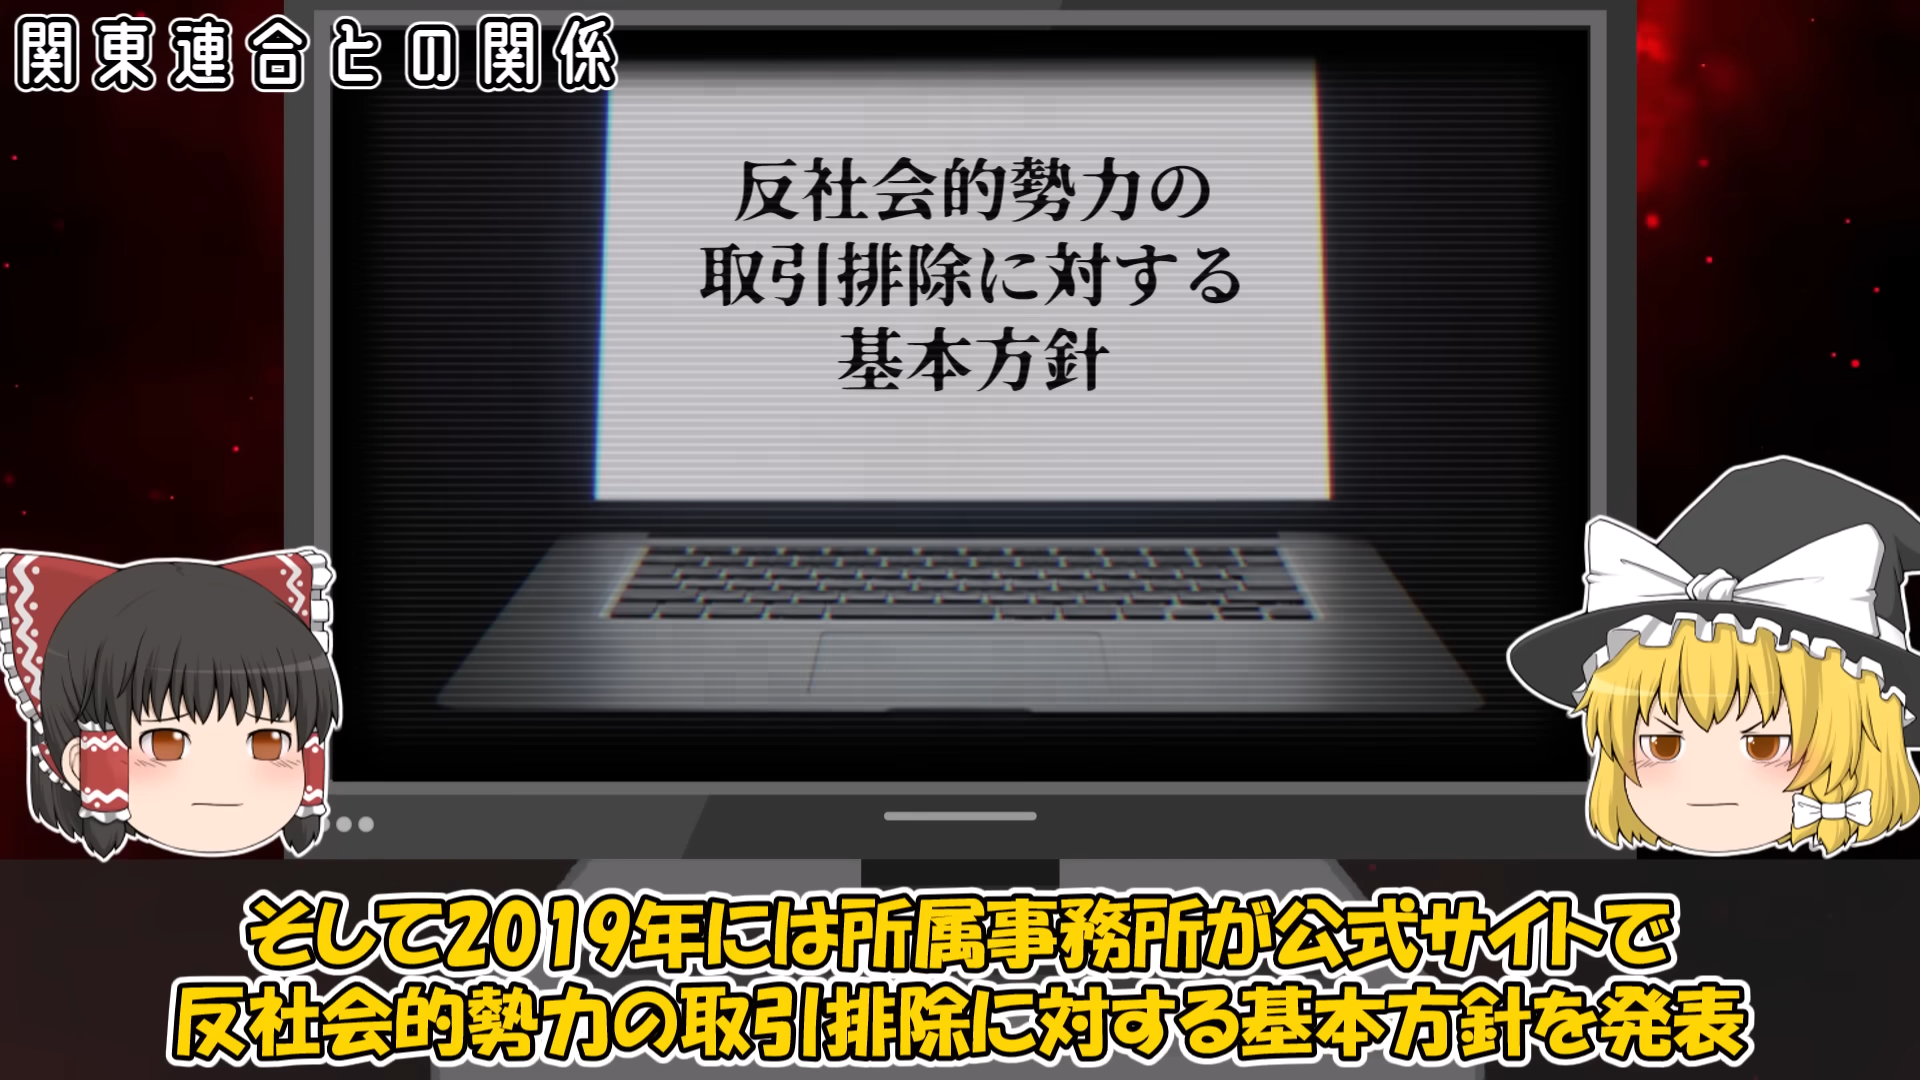 関東連合との関係
反社会的勢力の
取引排除に対する
基本方針
そして2019年には所属事務所が公式サイトで
反社会的勢力の取引排除に対する基本方針を発表